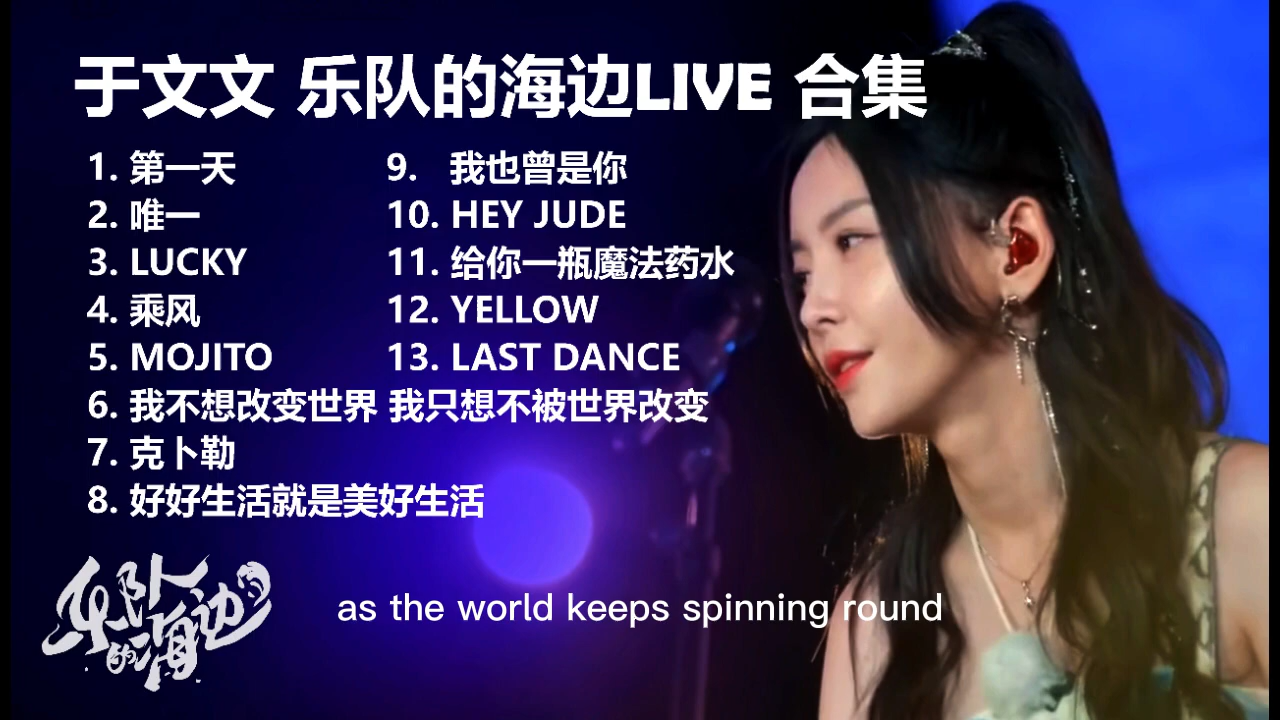 于文文 乐队的海边LIVE 合集
1. 第一天
2. 唯一
3. LUCKY
4. 乘风
5. MOJITO
6. 我不想改变世界 我只想不被世界改变
7. 克卜勒
8. 好好生活就是美好生活
9. 我也曾是你
10. HEY JUDE
11. 给你一瓶魔法药水
12. YELLOW
13. LAST DANCE
乐队的海边
as the world keeps spinning round